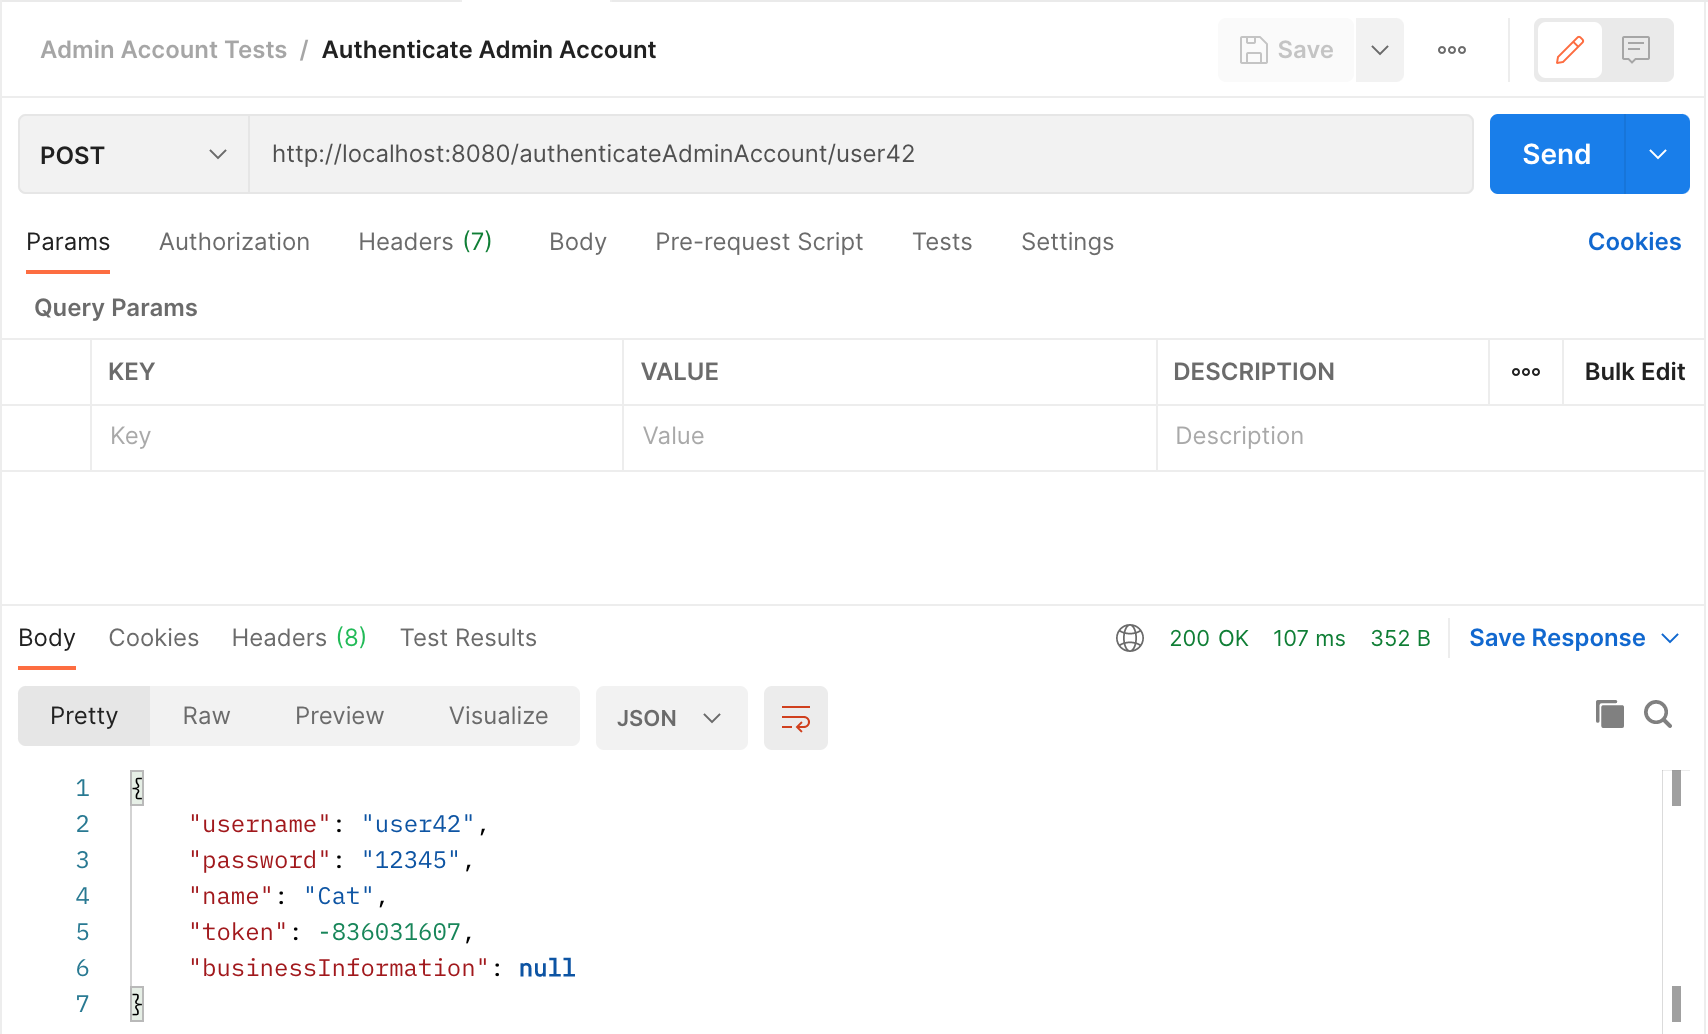 Admin Account Tests / Authenticate Admin Account
Save
POST
http://localhost:8080/authenticateAdminAccount/user42
Send
Params Authorization Headers (7) Body Pre-request Script Tests Settings Cookies
Query Params
KEY VALUE DESCRIPTION Bulk Edit
Key Value Description
Body Cookies Headers (8) Test Results 200 OK 107 ms 352 B Save Response
Pretty Raw Preview Visualize JSON
1 {
2 "username": "user42",
3 "password": "12345",
4 "name": "Cat",
5 "token": -836031607,
6 "businessInformation": null
7 }